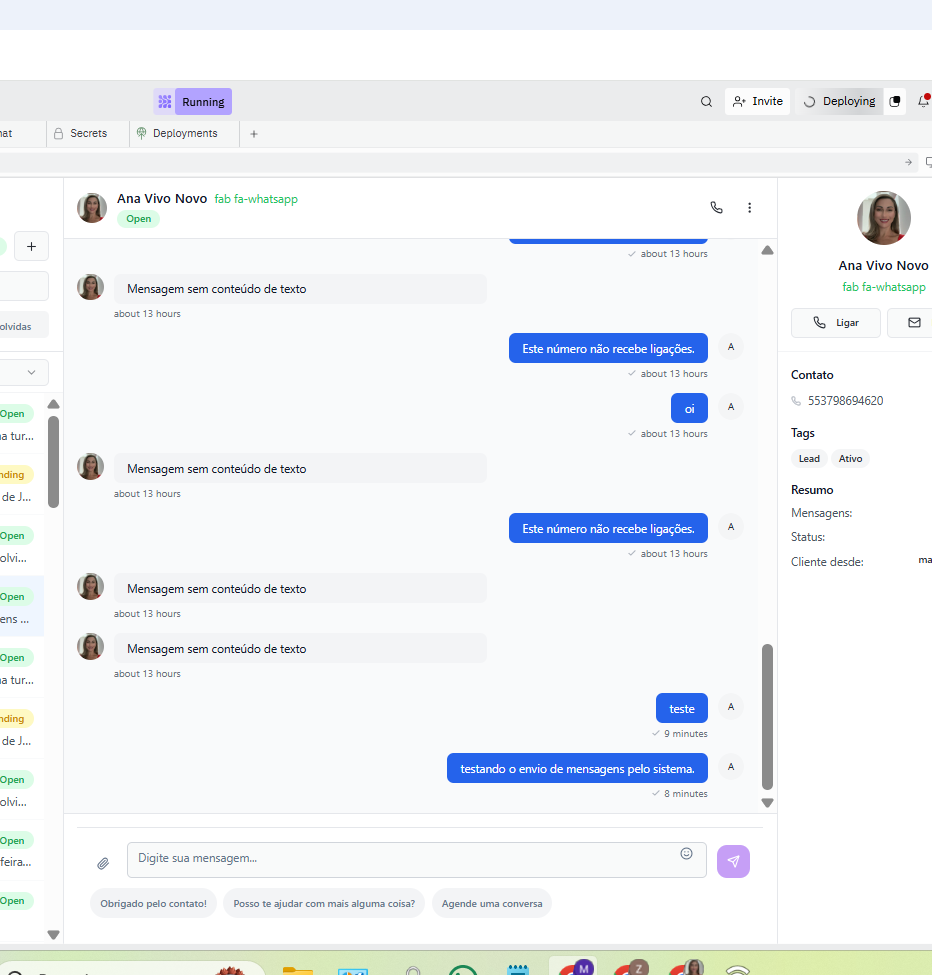 Running
Invite
Deploying
Secrets
Deployments
Ana Vivo Novo fab fa-whatsapp
Open
about 13 hours
Mensagem sem conteúdo de texto
about 13 hours
Este número não recebe ligações.
A
about 13 hours
oi
A
about 13 hours
Mensagem sem conteúdo de texto
about 13 hours
Este número não recebe ligações.
A
about 13 hours
Mensagem sem conteúdo de texto
about 13 hours
Mensagem sem conteúdo de texto
about 13 hours
teste
A
9 minutes
testando o envio de mensagens pelo sistema.
A
8 minutes
Digite sua mensagem...
Obrigado pelo contato!
Posso te ajudar com mais alguma coisa?
Agende uma conversa
olvidas
Open
a tur...
nding
de J...
Open
olvi...
Open
ens ...
Open
a tur...
nding
de J...
Open
olvi...
Open
feira...
Open
Ana Vivo Novo
fab fa-whatsapp
Ligar
Contato
553798694620
Tags
Lead
Ativo
Resumo
Mensagens:
Status:
Cliente desde:
ma
M
Z